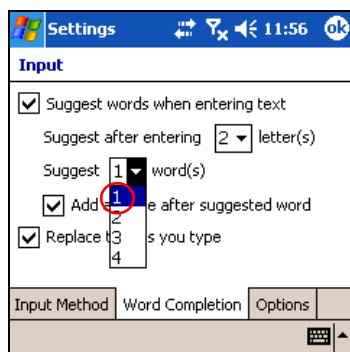 Settings 11:56 ok
Input
Suggest words when entering text
Suggest after entering 2 letter(s)
Suggest 1 word(s)
1
Add e after suggested word
2
Replace t 3 s you type
4
Input Method Word Completion Options